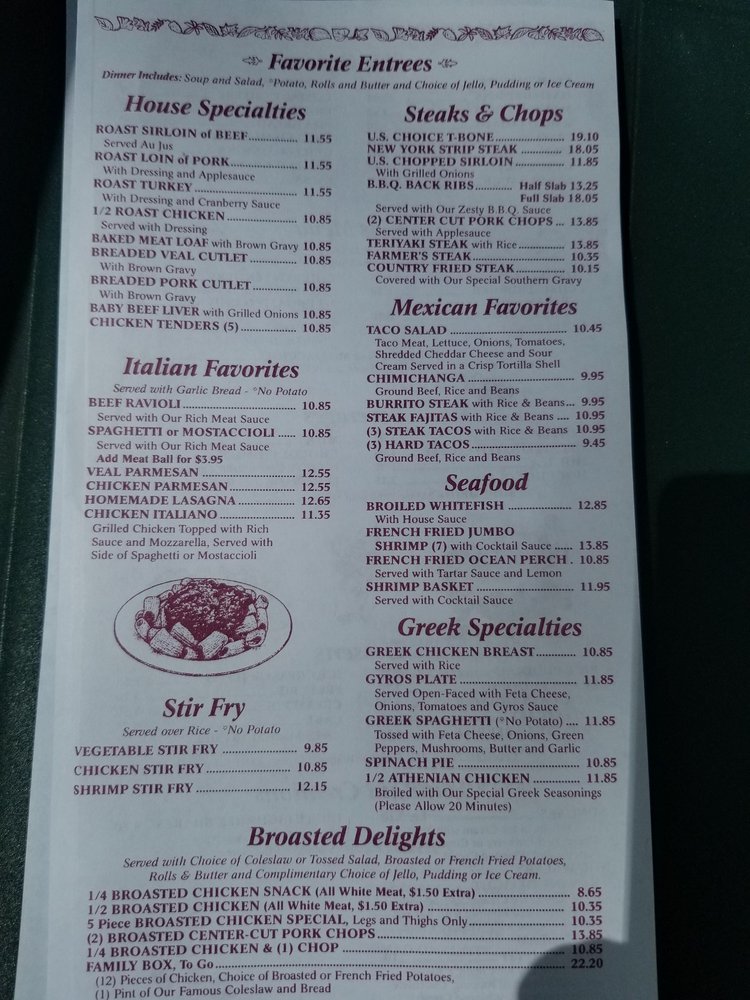 Favorite Entrees
Dinner Includes: Soup and Salad, *Potato, Rolls and Butter and Choice of Jello, Pudding or Ice Cream
House Specialties
ROAST SIRLOIN of BEEF............. 11.55
Served Au Jus
ROAST LOIN of PORK................. 11.55
With Dressing and Applesauce
ROAST TURKEY......................... 11.55
With Dressing and Cranberry Sauce
1/2 ROAST CHICKEN .................. 10.85
Served with Dressing
BAKED MEAT LOAF with Brown Gravy 10.85
BREADED VEAL CUTLET ............. 10.85
With Brown Gravy
BREADED PORK CUTLET............. 10.85
With Brown Gravy
BABY BEEF LIVER with Grilled Onions 10.85
CHICKEN TENDERS (5)............... 10.85
Italian Favorites
Served with Garlic Bread - *No Potato
BEEF RAVIOLI............................ 10.85
Served with Our Rich Meat Sauce
SPAGHETTI or MOSTACCIOLI ...... 10.85
Served with Our Rich Meat Sauce
Add Meat Ball for $3.95
VEAL PARMESAN ....................... 12.55
CHICKEN PARMESAN.................. 12.55
HOMEMADE LASAGNA................ 12.65
CHICKEN ITALIANO .................... 11.35
Grilled Chicken Topped with Rich
Sauce and Mozzarella, Served with
Side of Spaghetti or Mostaccioli
Stir Fry
Served over Rice - *No Potato
VEGETABLE STIR FRY .................. 9.85
CHICKEN STIR FRY..................... 10.85
SHRIMP STIR FRY....................... 12.15
Steaks & Chops
U.S. CHOICE T-BONE................... 19.10
NEW YORK STRIP STEAK ............. 18.05
U.S. CHOPPED SIRLOIN............... 11.85
With Grilled Onions
B.B.Q. BACK RIBS........... Half Slab 13.25
Full Slab 18.05
Served with Our Zesty B.B.Q. Sauce
(2) CENTER CUT PORK CHOPS ... 13.85
Served with Applesauce
TERIYAKI STEAK with Rice............. 13.85
FARMER'S STEAK....................... 10.35
COUNTRY FRIED STEAK............... 10.15
Covered with Our Special Southern Gravy
Mexican Favorites
TACO SALAD ............................. 10.45
Taco Meat, Lettuce, Onions, Tomatoes,
Shredded Cheddar Cheese and Sour
Cream Served in a Crisp Tortilla Shell
CHIMICHANGA .......................... 9.95
Ground Beef, Rice and Beans
BURRITO STEAK with Rice & Beans... 9.95
STEAK FAJITAS with Rice & Beans .... 10.95
(3) STEAK TACOS with Rice & Beans 10.95
(3) HARD TACOS.......................... 9.45
Ground Beef, Rice and Beans
Seafood
BROILED WHITEFISH ................. 12.85
With House Sauce
FRENCH FRIED JUMBO
SHRIMP (7) with Cocktail Sauce ...... 13.85
FRENCH FRIED OCEAN PERCH . 10.85
Served with Tartar Sauce and Lemon
SHRIMP BASKET ......................... 11.95
Served with Cocktail Sauce
Greek Specialties
GREEK CHICKEN BREAST........... 10.85
Served with Rice
GYROS PLATE ............................ 11.85
Served Open-Faced with Feta Cheese,
Onions, Tomatoes and Gyros Sauce
GREEK SPAGHETTI (*No Potato) .... 11.85
Tossed with Feta Cheese, Onions, Green
Peppers, Mushrooms, Butter and Garlic
SPINACH PIE ............................. 10.85
1/2 ATHENIAN CHICKEN ............. 11.85
Broiled with Our Special Greek Seasonings
(Please Allow 20 Minutes)
Broasted Delights
Served with Choice of Coleslaw or Tossed Salad, Broasted or French Fried Potatoes,
Rolls & Butter and Complimentary Choice of Jello, Pudding or Ice Cream.
1/4 BROASTED CHICKEN SNACK (All White Meat, $1.50 Extra) ..................... 8.65
1/2 BROASTED CHICKEN (All White Meat, $1.50 Extra) ................................ 10.35
5 Piece BROASTED CHICKEN SPECIAL, Legs and Thighs Only....................... 10.35
(2) BROASTED CENTER-CUT PORK CHOPS ............................................. 13.85
1/4 BROASTED CHICKEN & (1) CHOP ..................................................... 10.85
FAMILY BOX, To Go................................................................................ 22.20
(12) Pieces of Chicken, Choice of Broasted or French Fried Potatoes,
(1) Pint of Our Famous Coleslaw and Bread